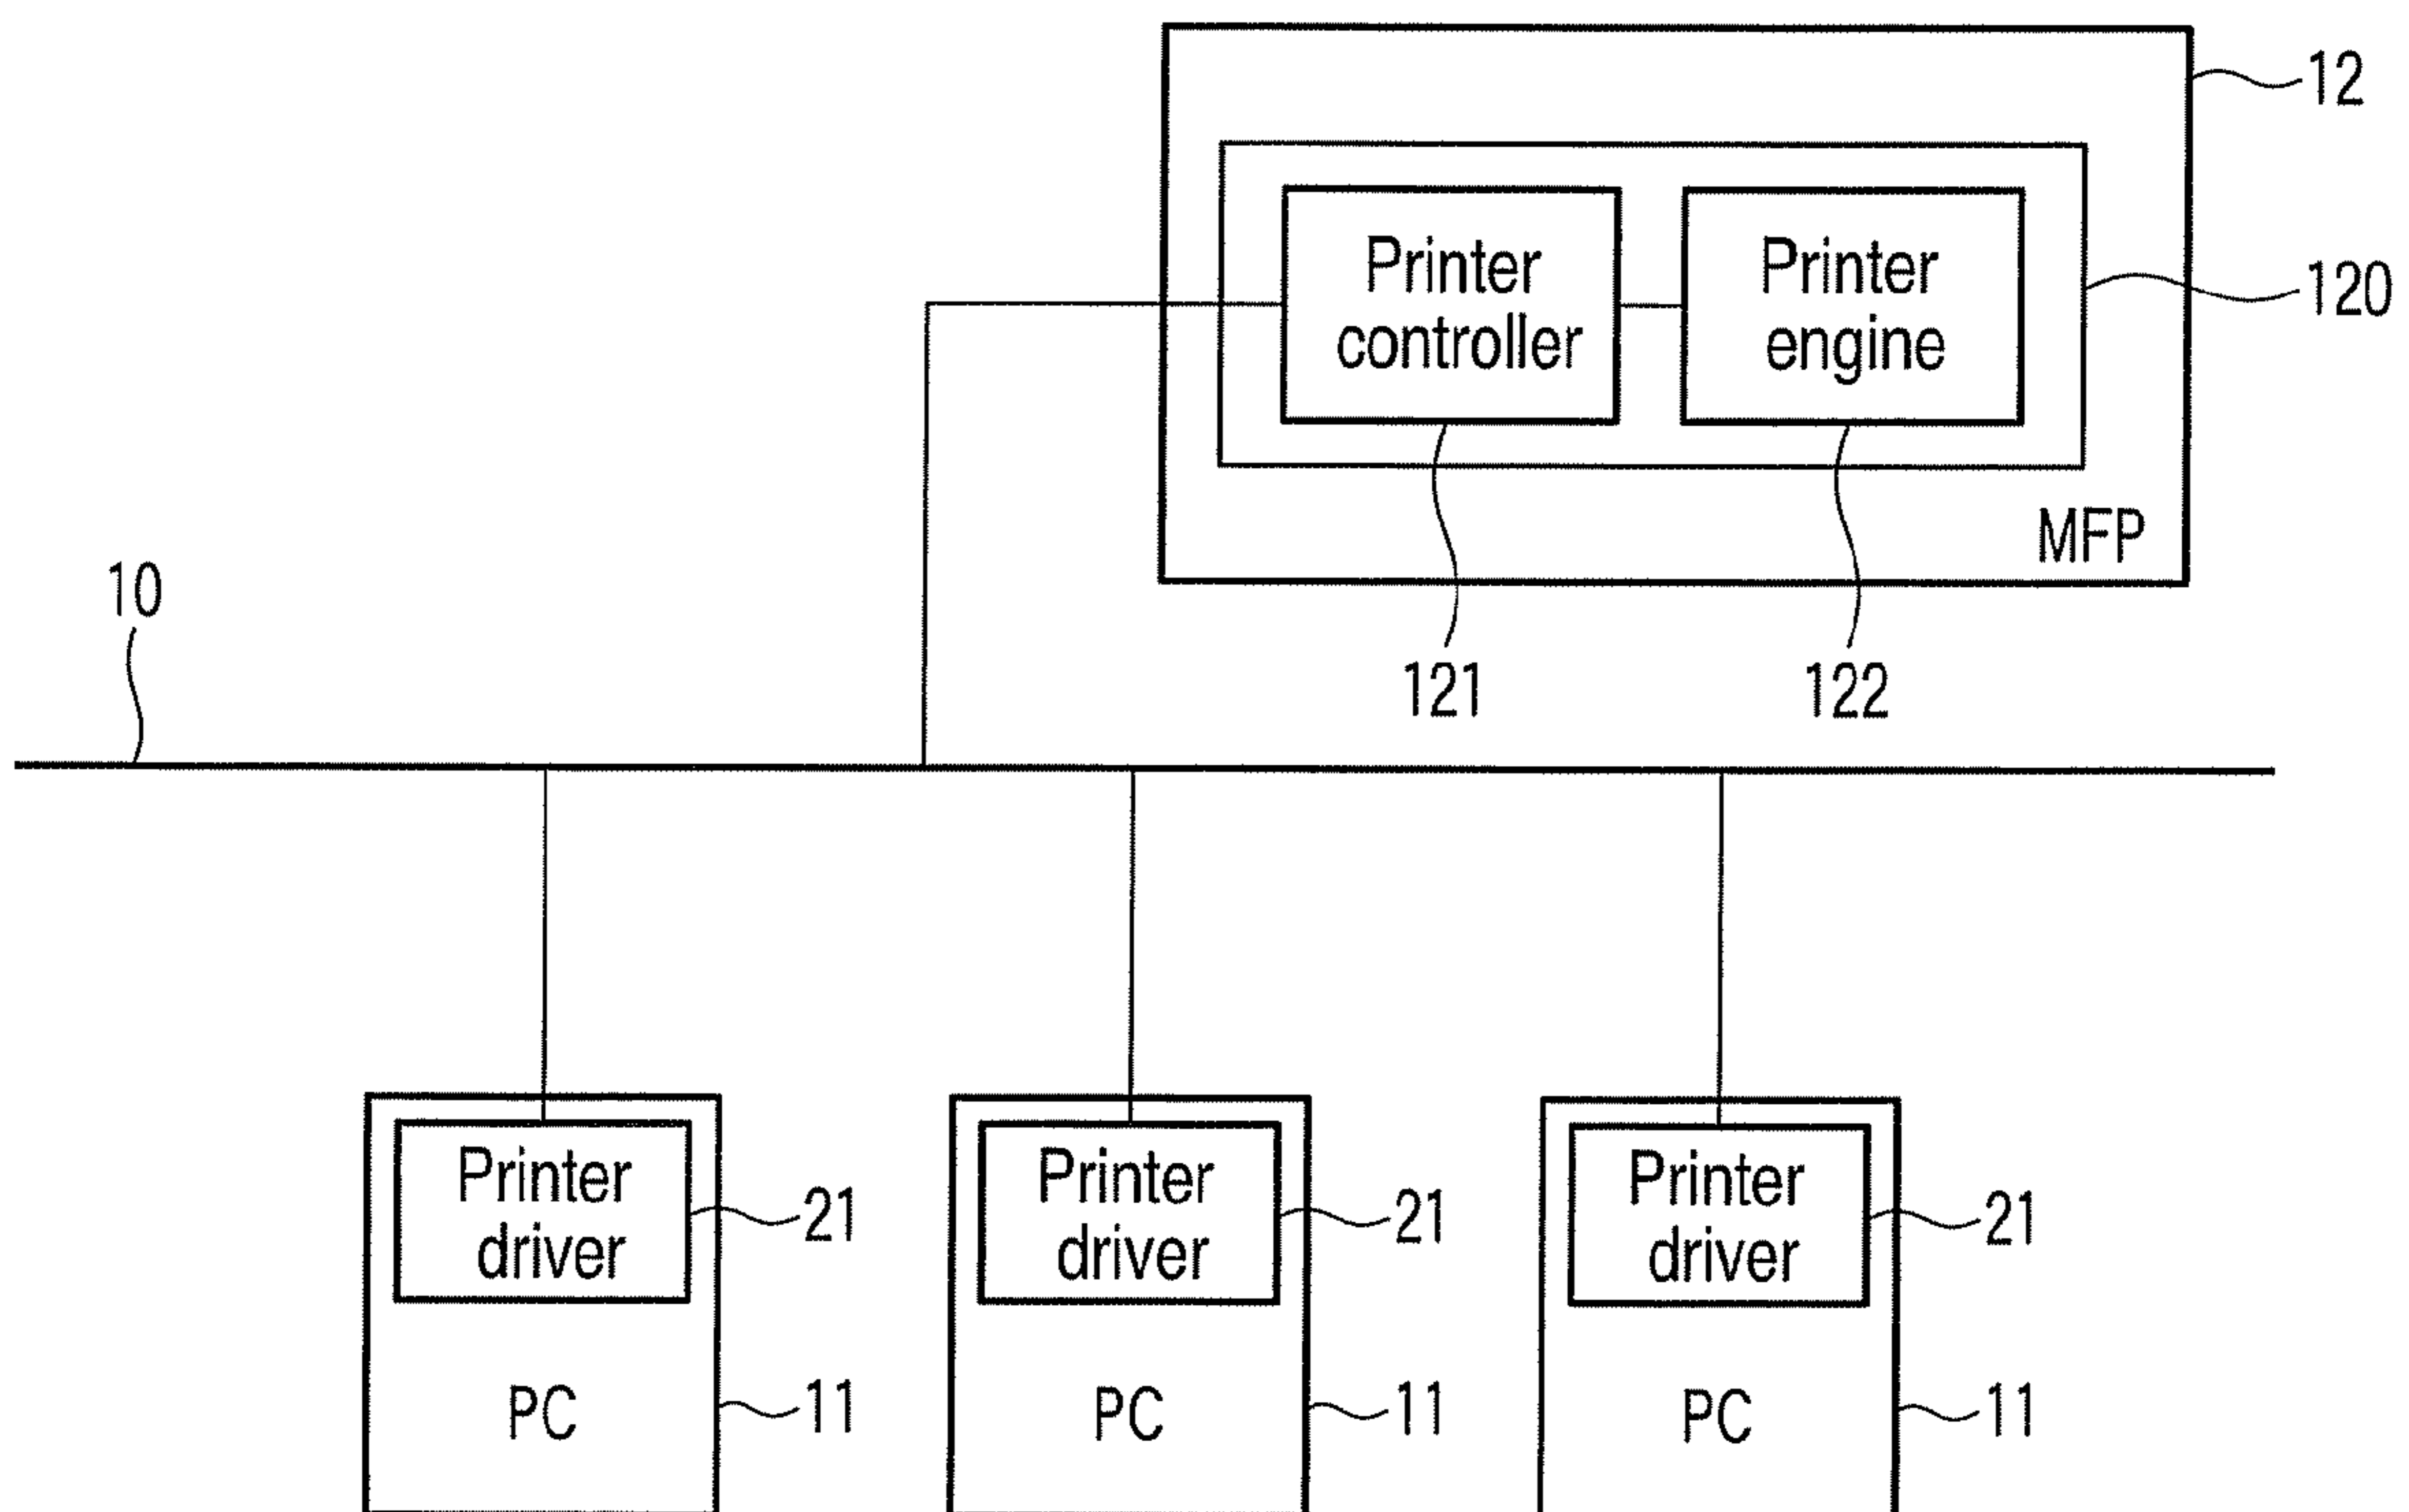 12
Printer
controller
Printer
engine
120
MFP
10
121
122
Printer
driver
21
Printer
driver
21
Printer
driver
21
PC
11
PC
11
PC
11